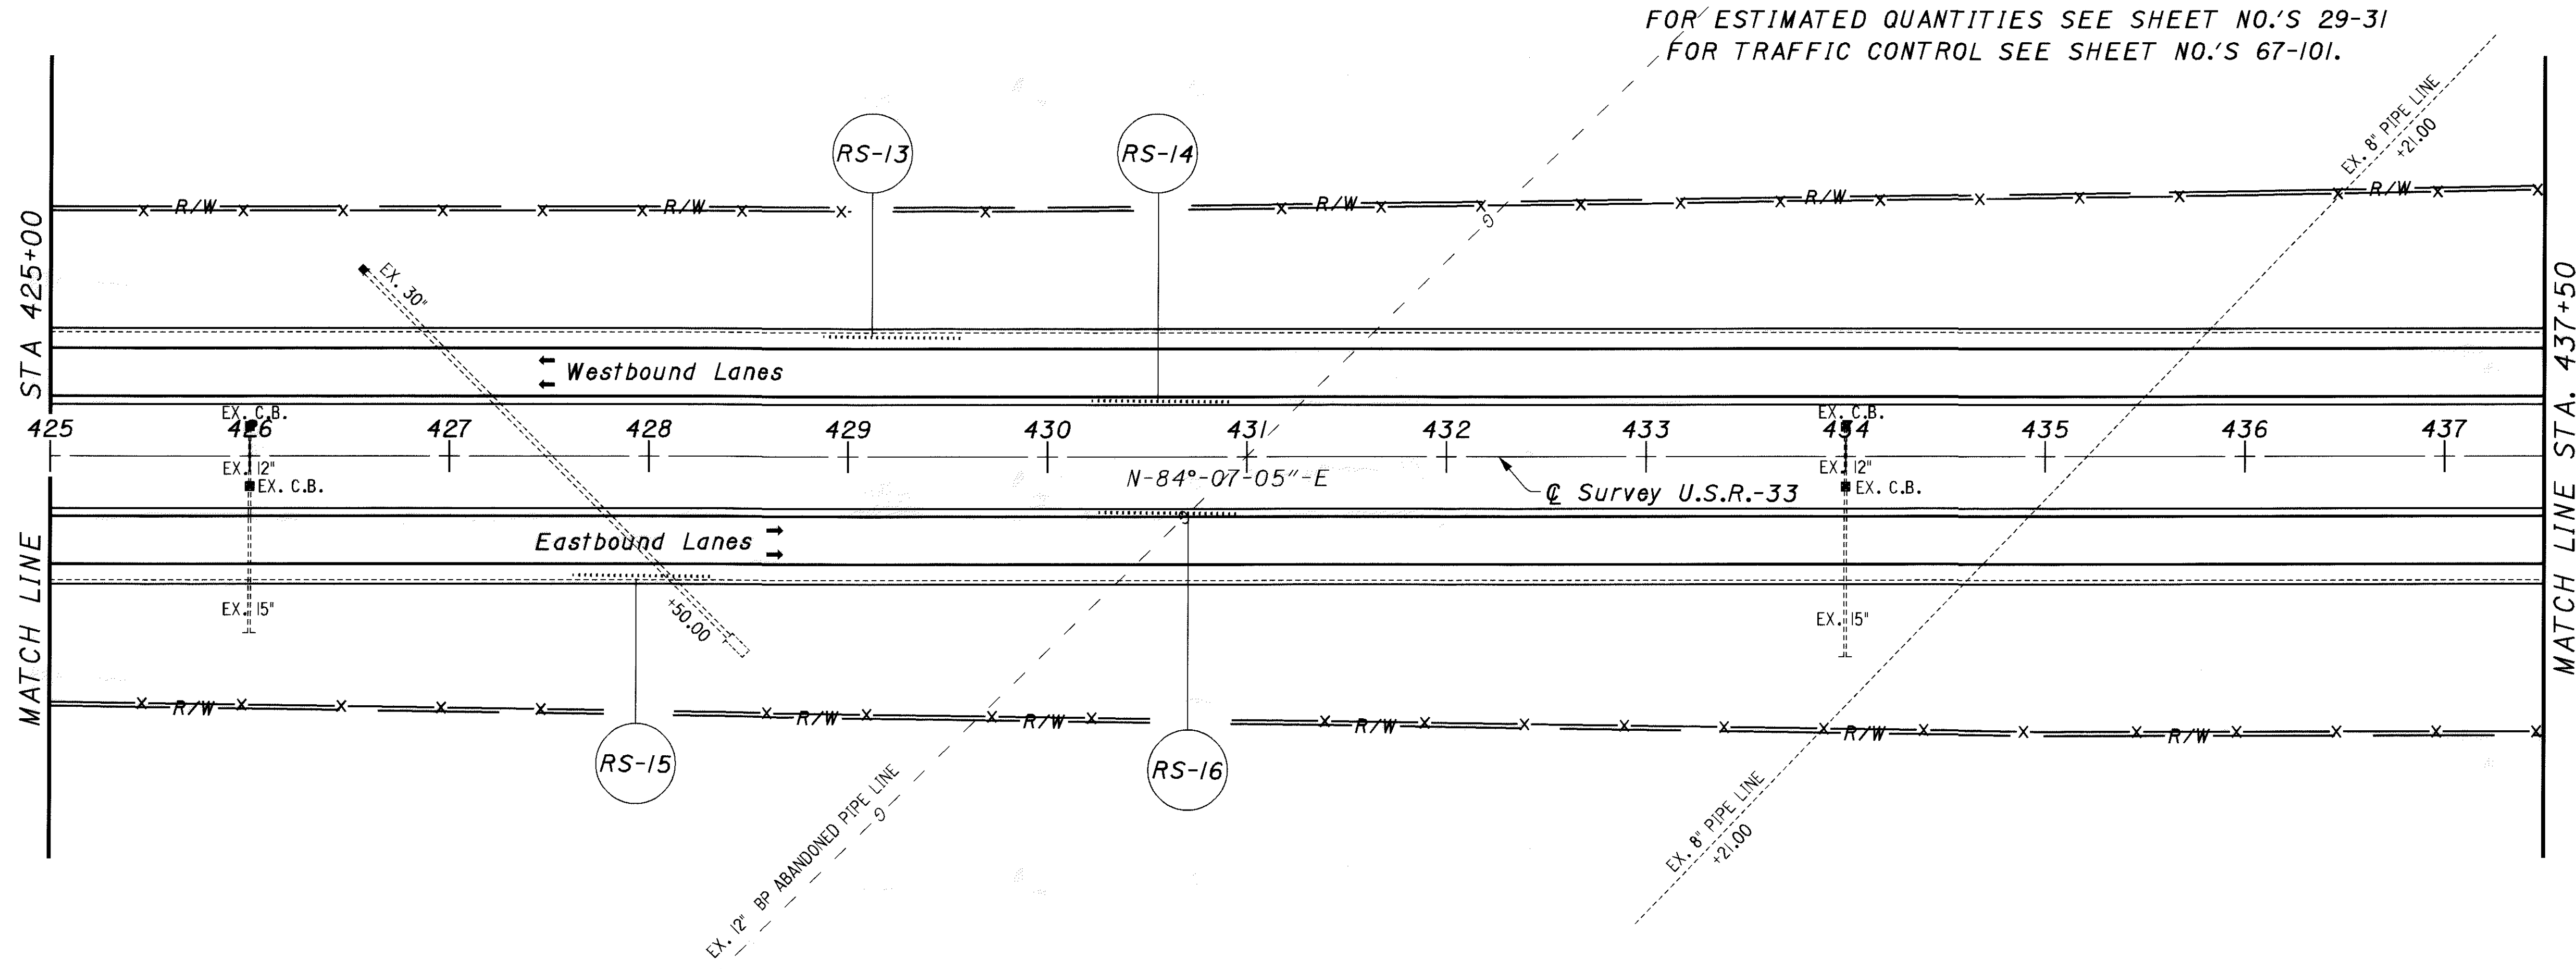 FOR ESTIMATED QUANTITIES SEE SHEET NO.'S 29-31
FOR TRAFFIC CONTROL SEE SHEET NO.'S 67-101.
EX. 8" PIPE LINE
+21.00
RS-13
RS-14
R/W
R/W
R/W
R/W
R/W
STA 425+00
MATCH LINE
MATCH LINE STA. 437+50
EX. 30"
Westbound Lanes
EX. C.B.
EX. C.B.
425
426
427
428
429
430
431
432
433
434
435
436
437
EX. 12"
EX. C.B.
N-84°-07-05"-E
EX. 12"
EX. C.B.
℄ Survey U.S.R.-33
G
G
Eastbound Lanes
EX. 15"
+50.00
EX. 15"
R/W
R/W
R/W
R/W
R/W
R/W
RS-15
RS-16
EX. 12" BP ABANDONED PIPE LINE
G
EX. 8" PIPE LINE
+21.00